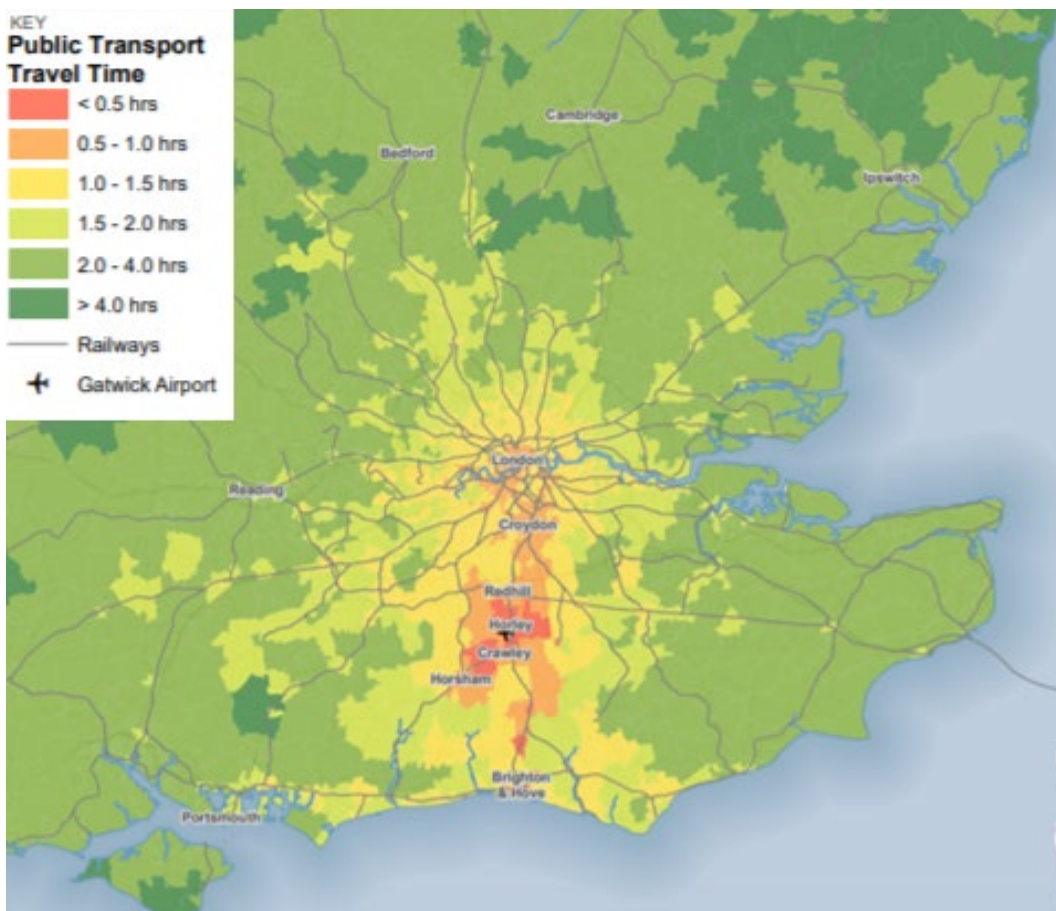 KEY
Public Transport
Travel Time
< 0.5 hrs
0.5 - 1.0 hrs
1.0 - 1.5 hrs
1.5 - 2.0 hrs
2.0 - 4.0 hrs
> 4.0 hrs
Railways
Gatwick Airport
Cambridge
Bedford
Ipswitch
London
Reading
Croydon
Redhill
Horley
Crawley
Horsham
Brighton
& Hove
Portsmouth